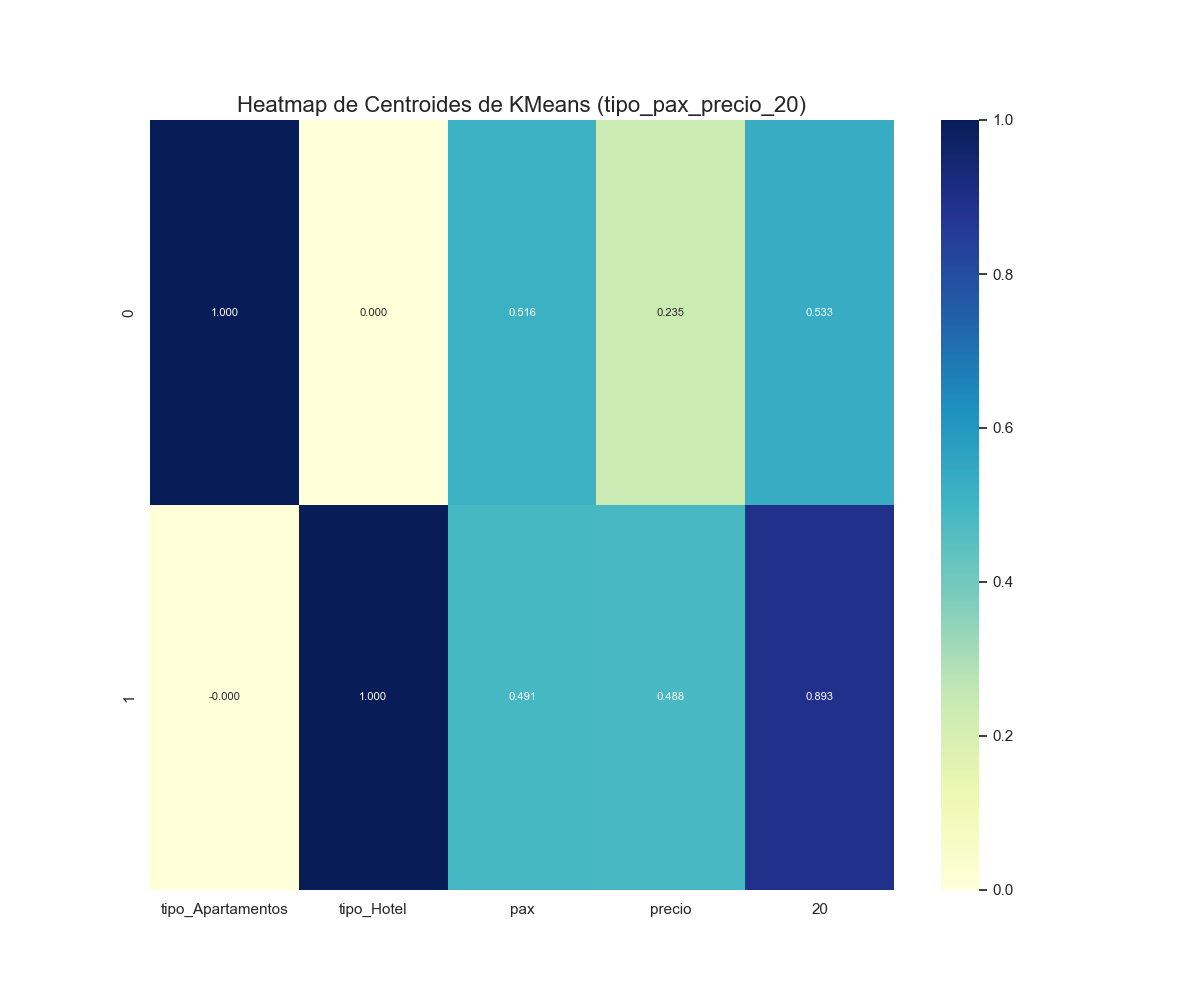 Heatmap de Centroides de KMeans (tipo_pax_precio_20)
0
1.000 0.000 0.516 0.235 0.533
1
-0.000 1.000 0.491 0.488 0.893
tipo_Apartamentos tipo_Hotel pax precio 20
1.0
0.8
0.6
0.4
0.2
0.0